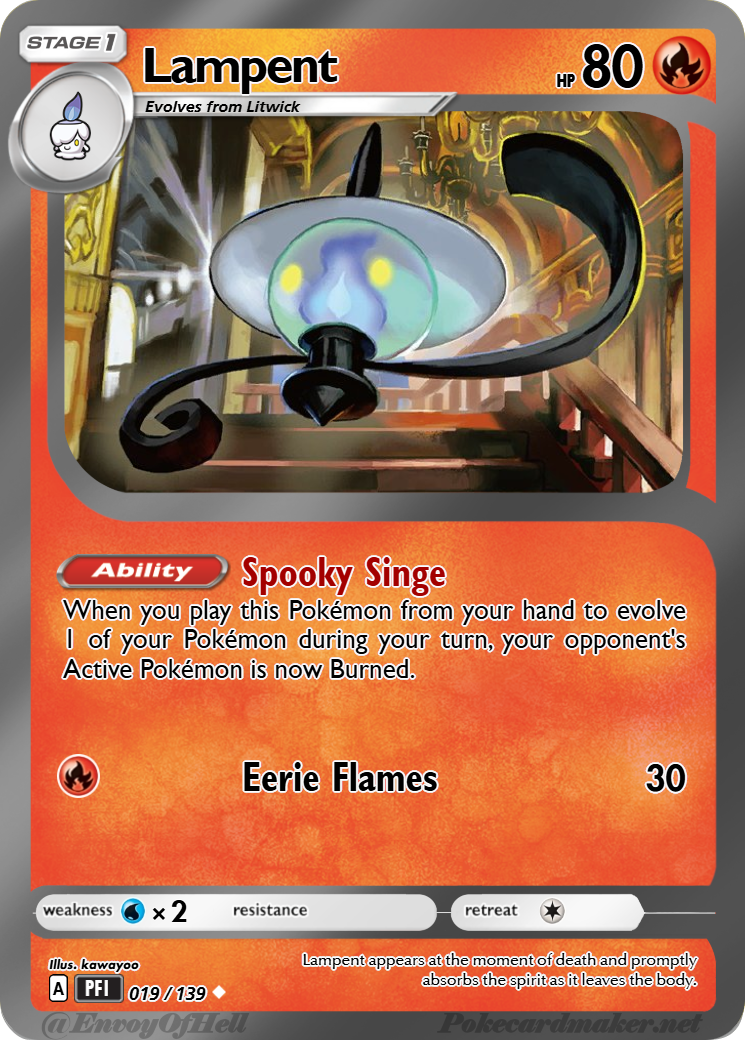 STAGE 1
Lampent
HP 80
Evolves from Litwick
Ability Spooky Singe
When you play this Pokémon from your hand to evolve
1 of your Pokémon during your turn, your opponent's
Active Pokémon is now Burned.
Eerie Flames 30
weakness × 2 resistance retreat
Illus. kawayoo
Lampent appears at the moment of death and promptly
absorbs the spirit as it leaves the body.
A PFI 019 / 139
@EnvoyOfHell Pokecardmaker.net